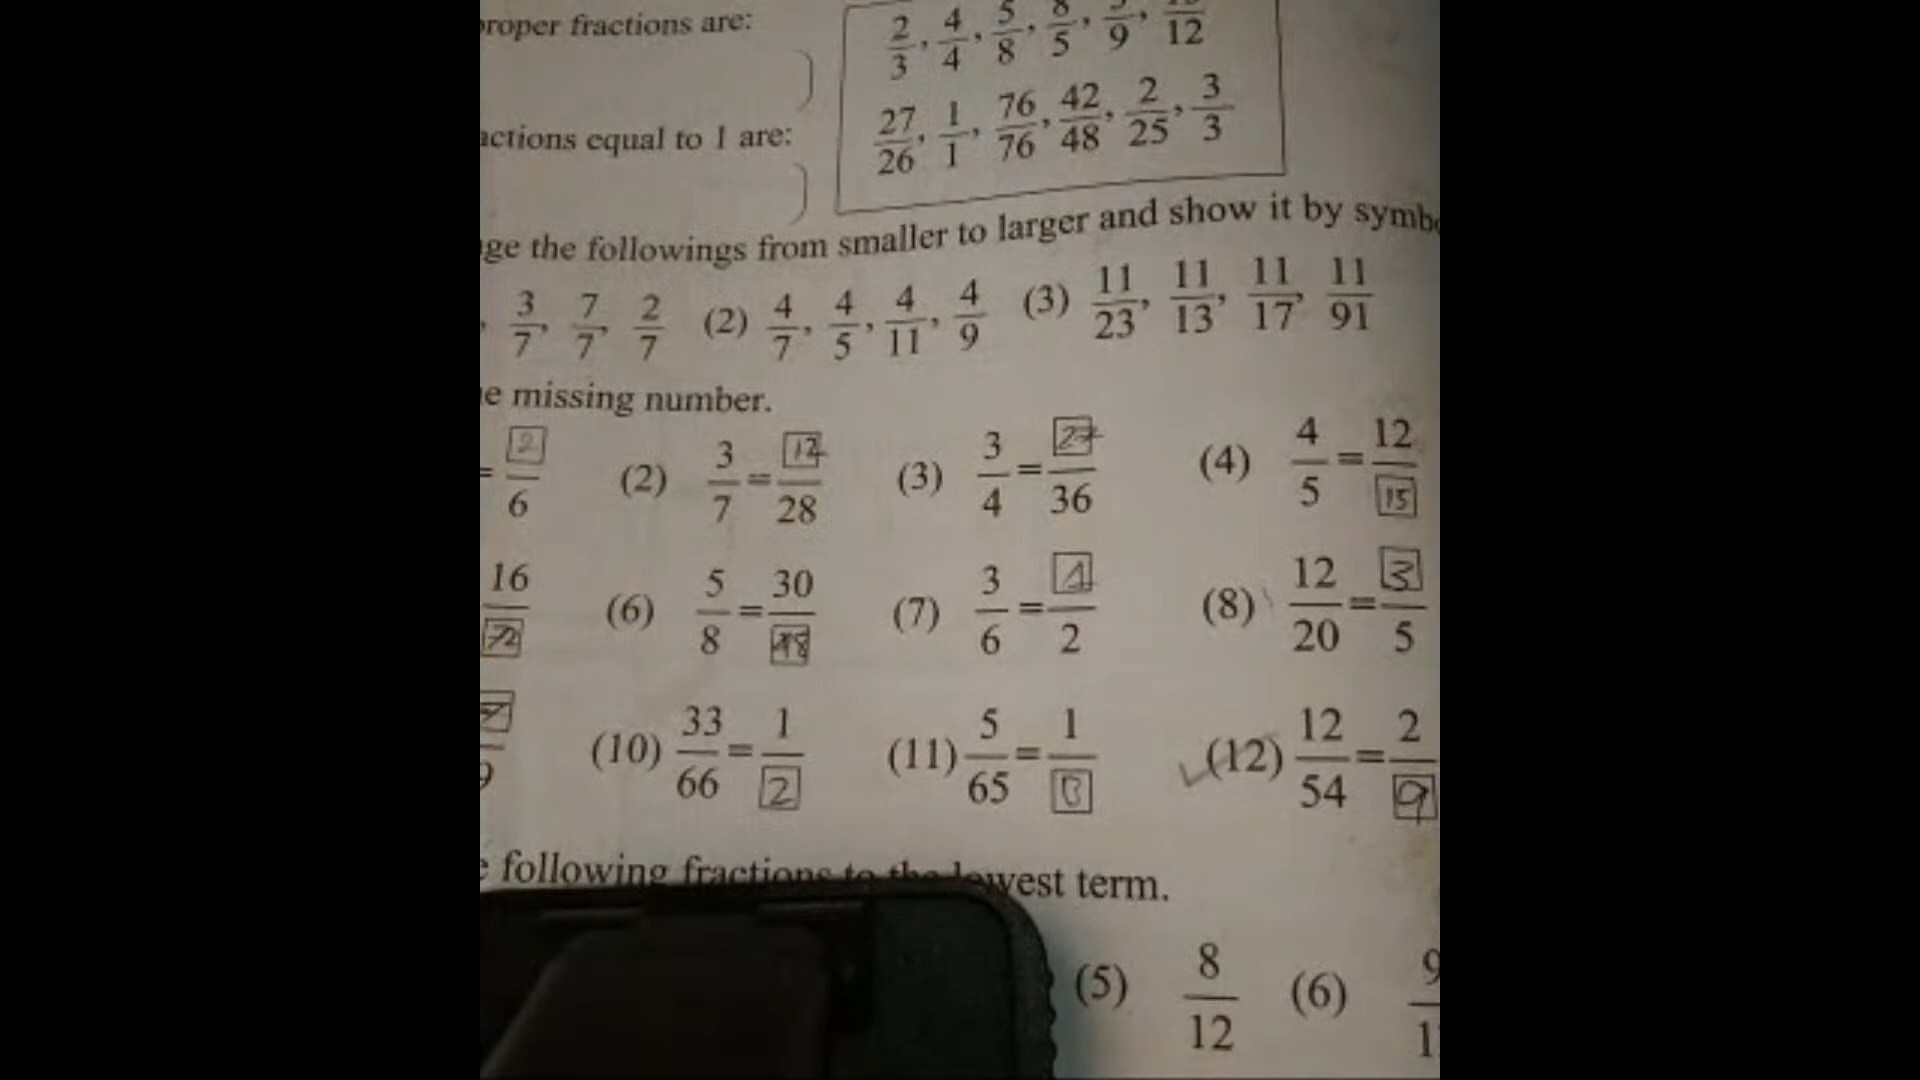 proper fractions are:
2/3, 4/4, 5/8, 8/5, /9, /12
27/26, 1/1, 76/76, 42/48, 2/25, 3/3
actions equal to 1 are:
ge the followings from smaller to larger and show it by symb
, 3/7, 7/7, 2/7 (2) 4/7, 4/5, 4/11, 4/9 (3) 11/23, 11/13, 11/17, 11/91
e missing number.
= 2/6 (2) 3/7 = 12/28 (3) 3/4 = 27/36 (4) 4/5 = 12/15
16/72 (6) 5/8 = 30/48 (7) 3/6 = 1/2 (8) 12/20 = 3/5
(10) 33/66 = 1/2 (11) 5/65 = 1/13 (12) 12/54 = 2/9
following fractions to the lowest term.
(5) 8/12 (6) 9/1